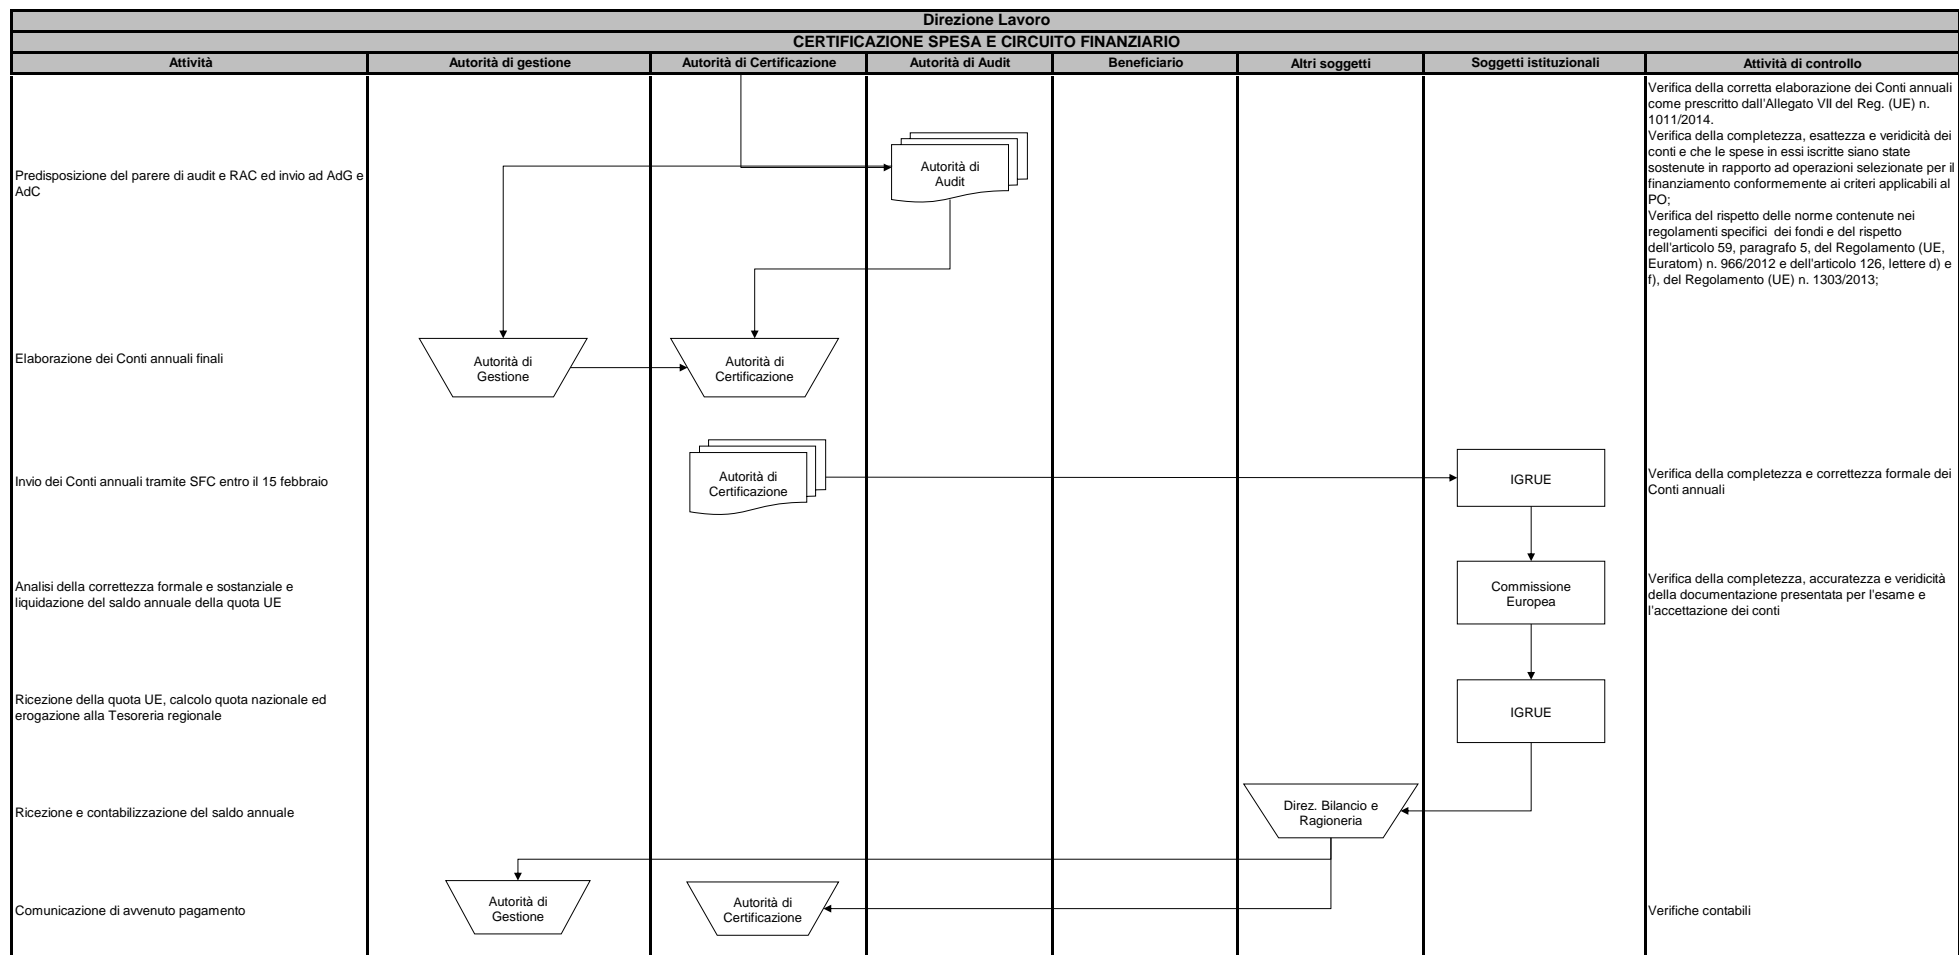 Direzione Lavoro
CERTIFICAZIONE SPESA E CIRCUITO FINANZIARIO
Attività
Autorità di gestione
Autorità di Certificazione
Autorità di Audit
Beneficiario
Altri soggetti
Soggetti istituzionali
Attività di controllo
Predisposizione del parere di audit e RAC ed invio ad AdG e
AdC
Autorità di
Audit
Verifica della corretta elaborazione dei Conti annuali
come prescritto dall'Allegato VII del Reg. (UE) n.
1011/2014.
Verifica della completezza, esattezza e veridicità dei
conti e che le spese in essi iscritte siano state
sostenute in rapporto ad operazioni selezionate per il
finanziamento conformemente ai criteri applicabili al
PO;
Verifica del rispetto delle norme contenute nei
regolamenti specifici dei fondi e del rispetto
dell'articolo 59, paragrafo 5, del Regolamento (UE,
Euratom) n. 966/2012 e dell'articolo 126, lettere d) e
f), del Regolamento (UE) n. 1303/2013;
Elaborazione dei Conti annuali finali
Autorità di
Gestione
Autorità di
Certificazione
Invio dei Conti annuali tramite SFC entro il 15 febbraio
Autorità di
Certificazione
IGRUE
Verifica della completezza e correttezza formale dei
Conti annuali
Analisi della correttezza formale e sostanziale e
liquidazione del saldo annuale della quota UE
Commissione
Europea
Verifica della completezza, accuratezza e veridicità
della documentazione presentata per l'esame e
l'accettazione dei conti
Ricezione della quota UE, calcolo quota nazionale ed
erogazione alla Tesoreria regionale
IGRUE
Ricezione e contabilizzazione del saldo annuale
Direz. Bilancio e
Ragioneria
Comunicazione di avvenuto pagamento
Autorità di
Gestione
Autorità di
Certificazione
Verifiche contabili